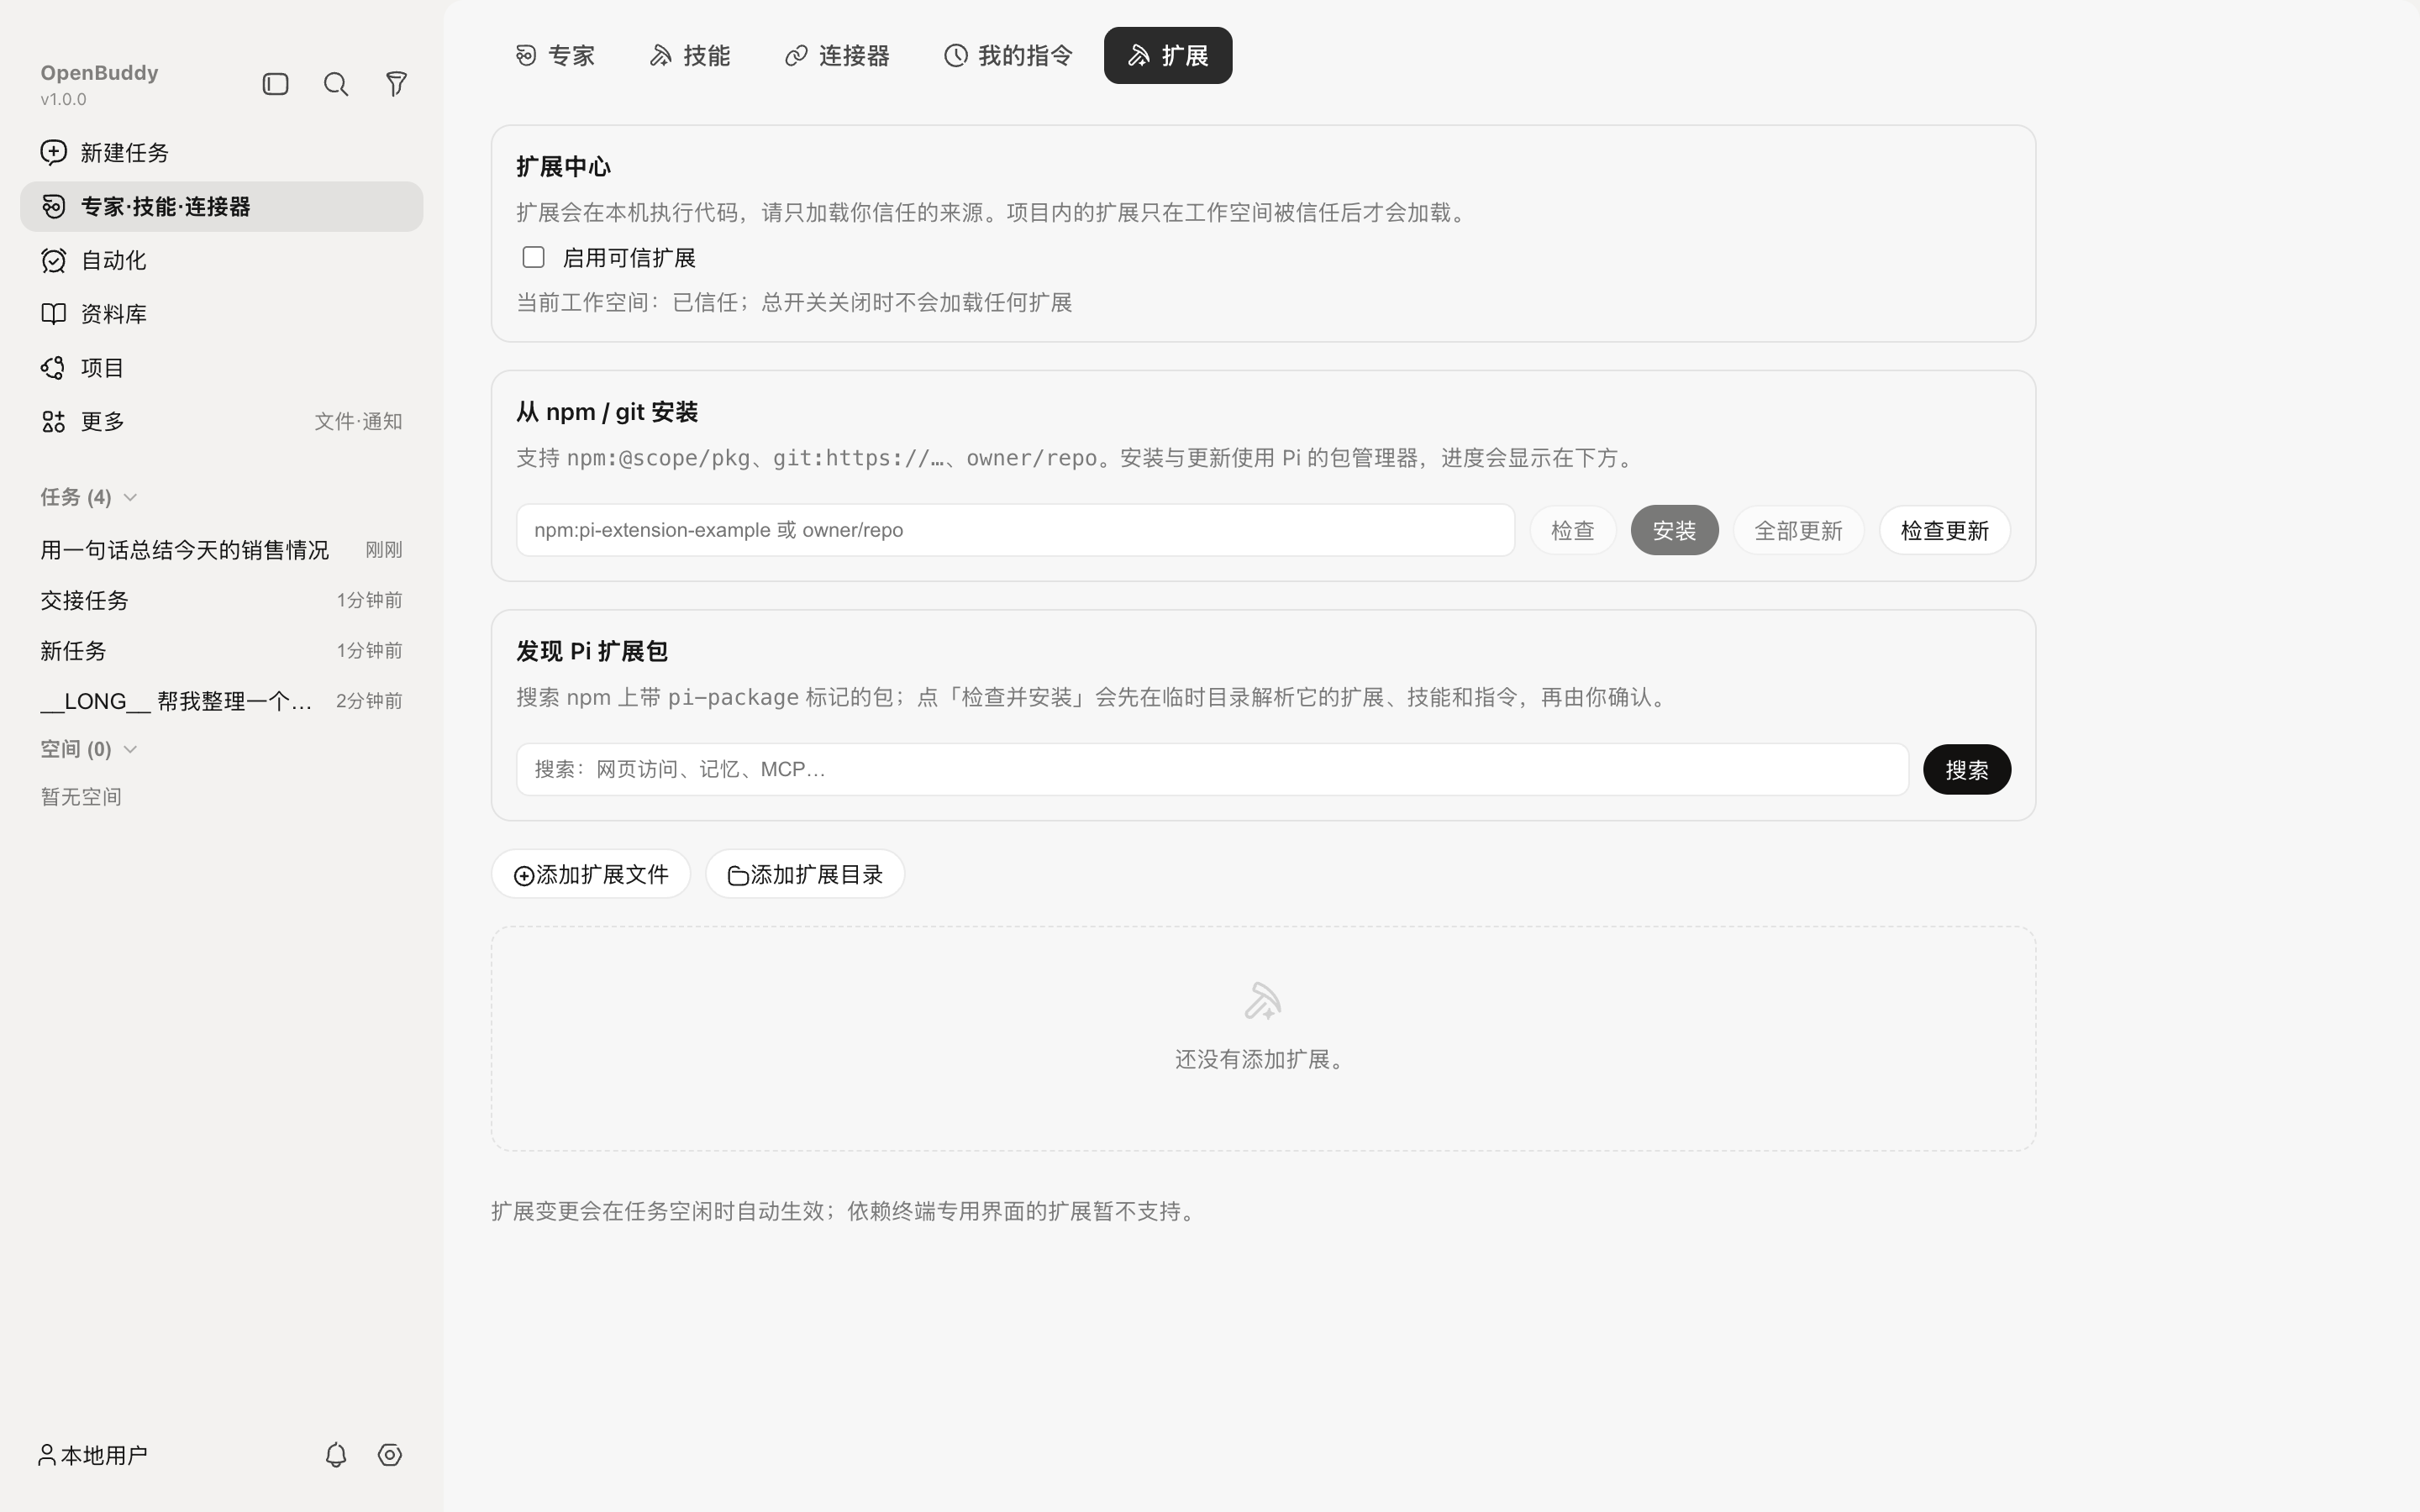 OpenBuddy
v1.0.0
新建任务
专家·技能·连接器
自动化
资料库
项目
更多 文件·通知
任务 (4)
用一句话总结今天的销售情况 刚刚
交接任务 1分钟前
新任务 1分钟前
__LONG__ 帮我整理一个... 2分钟前
空间 (0)
暂无空间
本地用户
专家 技能 连接器 我的指令 扩展
扩展中心
扩展会在本机执行代码，请只加载你信任的来源。项目内的扩展只在工作空间被信任后才会加载。
启用可信扩展
当前工作空间：已信任；总开关关闭时不会加载任何扩展
从 npm / git 安装
支持 npm:@scope/pkg、git:https://…、owner/repo。安装与更新使用 Pi 的包管理器，进度会显示在下方。
npm:pi-extension-example 或 owner/repo 检查 安装 全部更新 检查更新
发现 Pi 扩展包
搜索 npm 上带 pi-package 标记的包；点「检查并安装」会先在临时目录解析它的扩展、技能和指令，再由你确认。
搜索：网页访问、记忆、MCP… 搜索
添加扩展文件 添加扩展目录
还没有添加扩展。
扩展变更会在任务空闲时自动生效；依赖终端专用界面的扩展暂不支持。